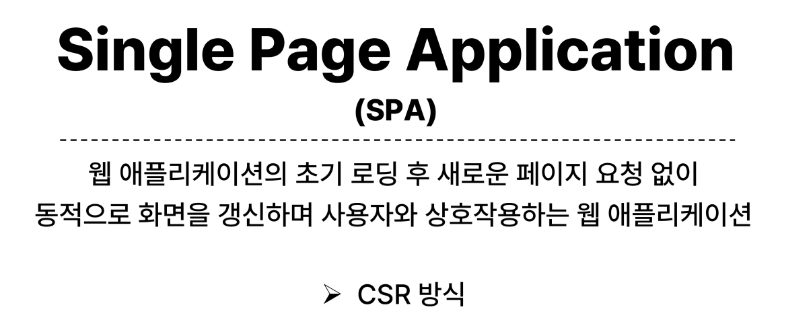 Single Page Application
(SPA)
웹 애플리케이션의 초기 로딩 후 새로운 페이지 요청 없이
동적으로 화면을 갱신하며 사용자와 상호작용하는 웹 애플리케이션
➢ CSR 방식